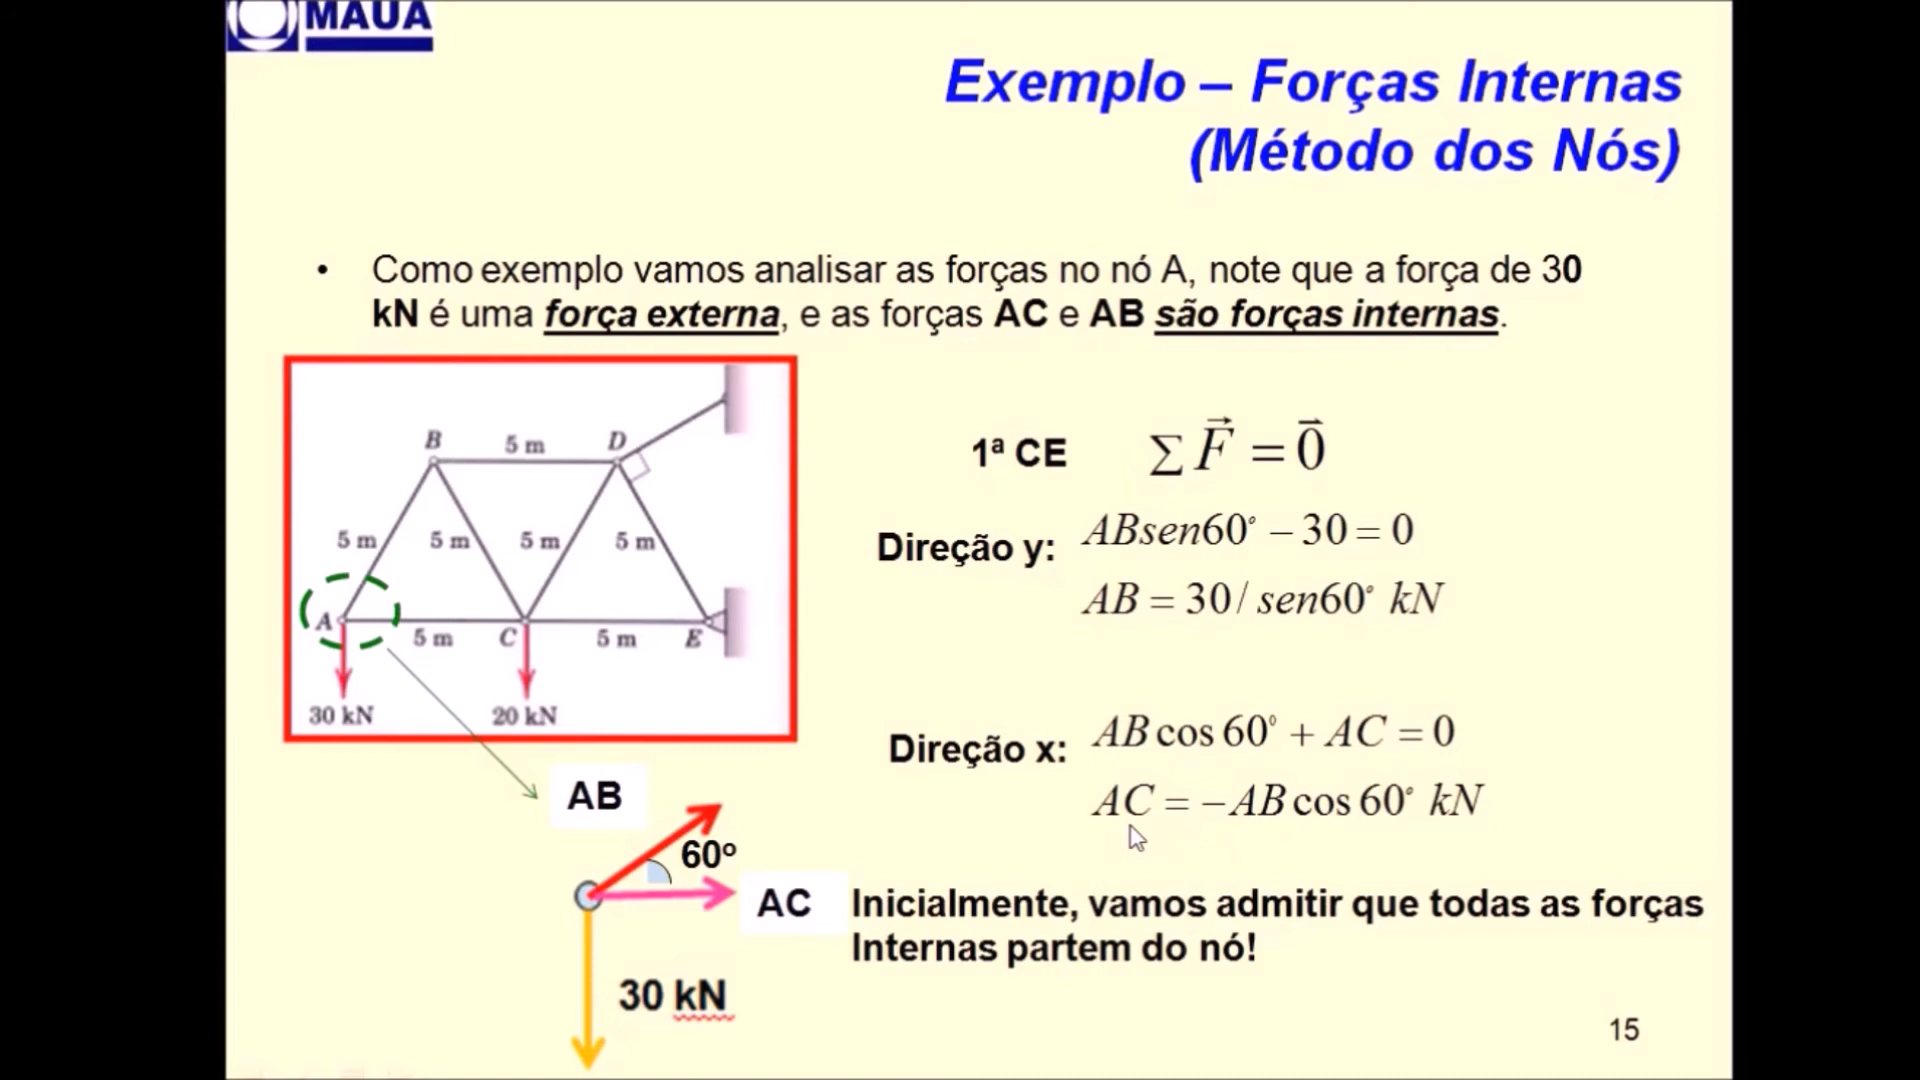 MAUÁ
Exemplo – Forças Internas
(Método dos Nós)
• Como exemplo vamos analisar as forças no nó A, note que a força de 30
kN é uma força externa, e as forças AC e AB são forças internas.
B 5 m D
5 m 5 m 5 m 5 m
A 5 m C 5 m E
30 kN 20 kN
1ª CE ∑ F⃗ = 0⃗
Direção y: ABsen60° – 30 = 0
AB = 30 / sen60° kN
Direção x: AB cos 60° + AC = 0
AC = –AB cos 60° kN
AB
60º
AC
30 kN
Inicialmente, vamos admitir que todas as forças
Internas partem do nó!
15